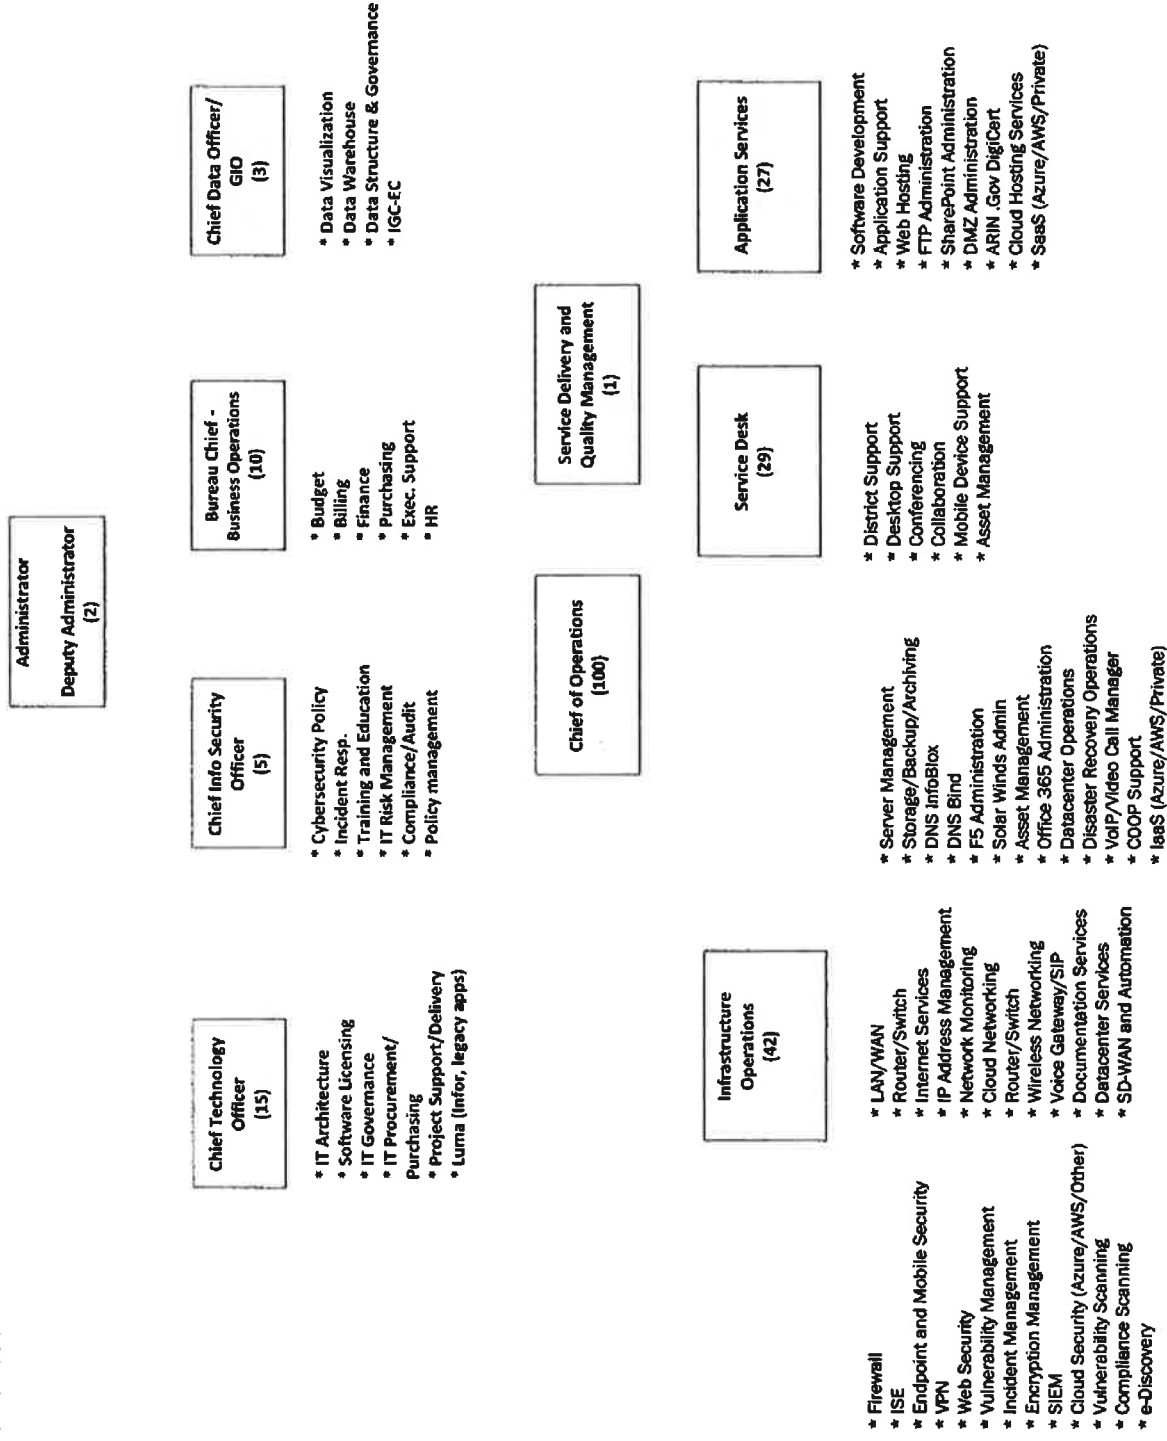 Administrator
Deputy Administrator
(2)
Chief Technology
Officer
(15)
* IT Architecture
* Software Licensing
* IT Governance
* IT Procurement/
Purchasing
* Project Support/Delivery
* Luma (Infor, legacy apps)
Chief Info Security
Officer
(5)
* Cybersecurity Policy
* Incident Resp.
* Training and Education
* IT Risk Management
* Compliance/Audit
* Policy management
Bureau Chief -
Business Operations
(10)
* Budget
* Billing
* Finance
* Purchasing
* Exec. Support
* HR
Chief Data Officer/
GIO
(3)
* Data Visualization
* Data Warehouse
* Data Structure & Governance
* IGC-EC
Chief of Operations
(100)
Service Delivery and
Quality Management
(1)
Infrastructure
Operations
(42)
* Firewall
* ISE
* Endpoint and Mobile Security
* VPN
* Web Security
* Vulnerability Management
* Incident Management
* Encryption Management
* SIEM
* Cloud Security (Azure/AWS/Other)
* Vulnerability Scanning
* Compliance Scanning
* e-Discovery
* LAN/WAN
* Router/Switch
* Internet Services
* IP Address Management
* Network Monitoring
* Cloud Networking
* Router/Switch
* Wireless Networking
* Voice Gateway/SIP
* Documentation Services
* Datacenter Services
* SD-WAN and Automation
* Server Management
* Storage/Backup/Archiving
* DNS InfoBlox
* DNS Bind
* F5 Administration
* Solar Winds Admin
* Asset Management
* Office 365 Administration
* Datacenter Operations
* Disaster Recovery Operations
* VoIP/Video Call Manager
* COOP Support
* IaaS (Azure/AWS/Private)
Service Desk
(29)
* District Support
* Desktop Support
* Conferencing
* Collaboration
* Mobile Device Support
* Asset Management
Application Services
(27)
* Software Development
* Application Support
* Web Hosting
* FTP Administration
* SharePoint Administration
* DMZ Administration
* ARIN .Gov DigiCert
* Cloud Hosting Services
* SaaS (Azure/AWS/Private)